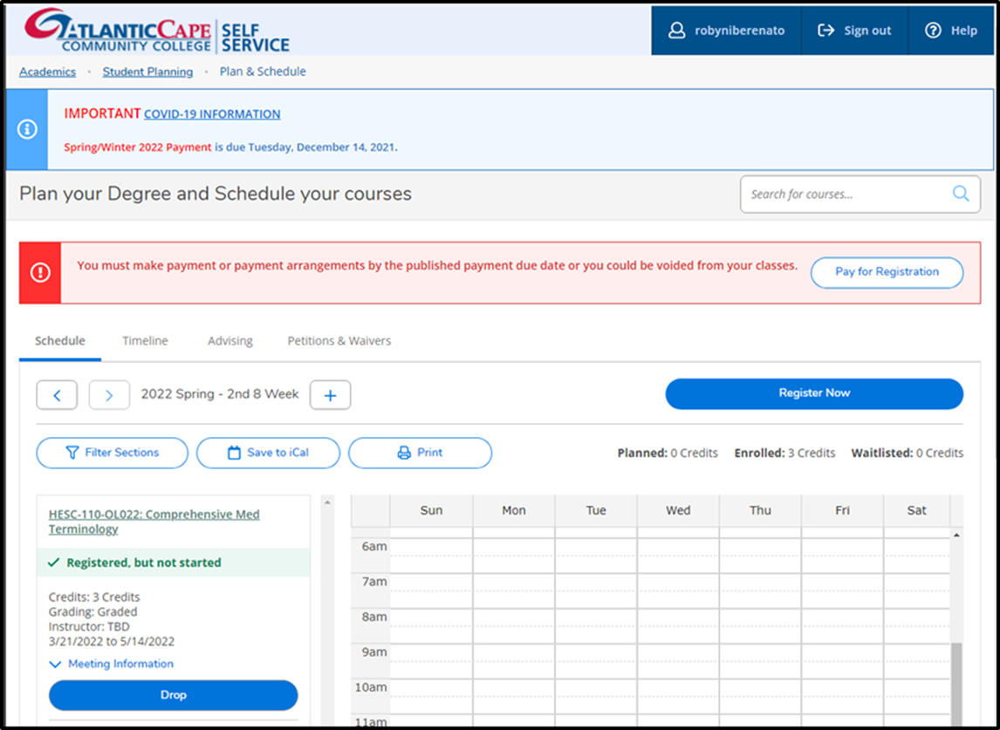 ATLANTICCAPE
COMMUNITY COLLEGE
SELF
SERVICE
robyniberenato
Sign out
Help
Academics · Student Planning · Plan & Schedule
IMPORTANT COVID-19 INFORMATION
Spring/Winter 2022 Payment is due Tuesday, December 14, 2021.
Plan your Degree and Schedule your courses
Search for courses...
You must make payment or payment arrangements by the published payment due date or you could be voided from your classes.
Pay for Registration
Schedule
Timeline
Advising
Petitions & Waivers
2022 Spring - 2nd 8 Week
Register Now
Filter Sections
Save to iCal
Print
Planned: 0 Credits
Enrolled: 3 Credits
Waitlisted: 0 Credits
HESC-110-OL022: Comprehensive Med
Terminology
Registered, but not started
Credits: 3 Credits
Grading: Graded
Instructor: TBD
3/21/2022 to 5/14/2022
Meeting Information
Drop
Sun
Mon
Tue
Wed
Thu
Fri
Sat
6am
7am
8am
9am
10am
11am